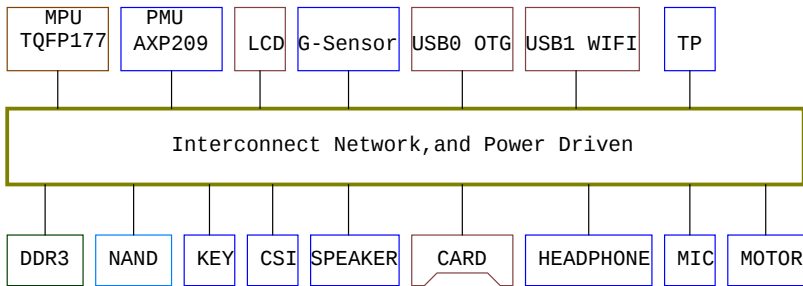 MPU
TQFP177
PMU
AXP209
LCD
G-Sensor
USB0 OTG
USB1 WIFI
TP
Interconnect Network,and Power Driven
DDR3
NAND
KEY
CSI
SPEAKER
CARD
HEADPHONE
MIC
MOTOR